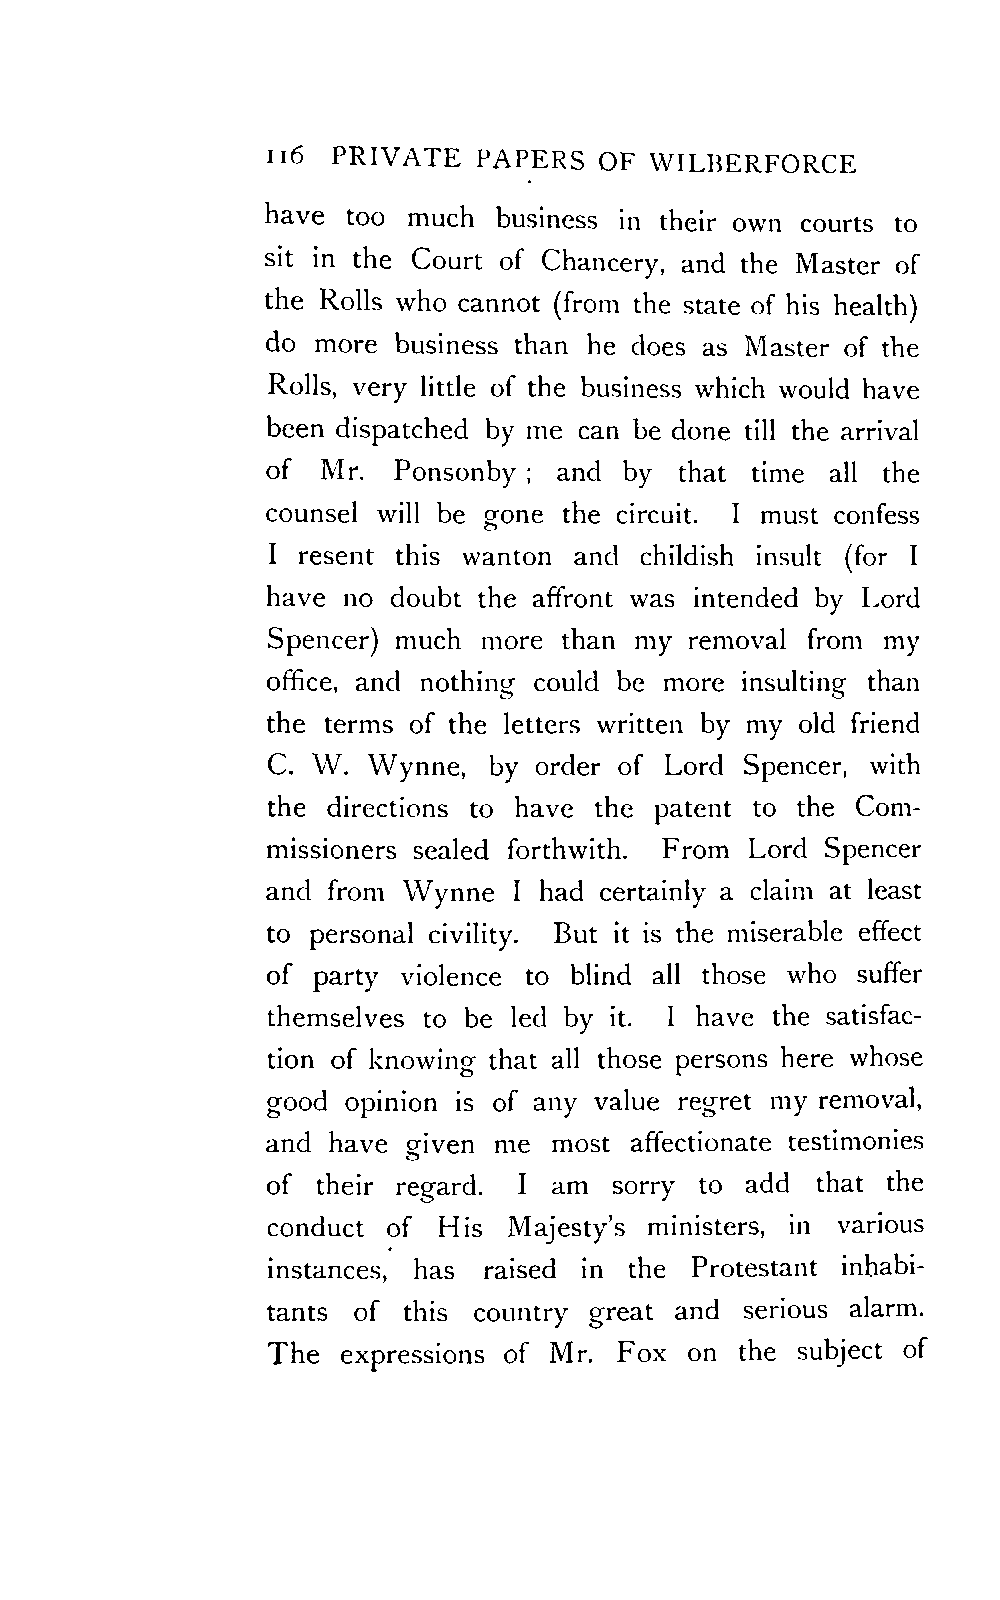 116 PRIVATE PAPERS OF WILBERFORCE
have too much business in their own courts to
sit in the Court of Chancery, and the Master of
the Rolls who cannot (from the state of his health)
do more business than he does as Master of the
Rolls, very little of the business which would have
been dispatched by me can be done till the arrival
of Mr. Ponsonby ; and by that time all the
counsel will be gone the circuit. I must confess
I resent this wanton and childish insult (for I
have no doubt the affront was intended by Lord
Spencer) much more than my removal from my
office, and nothing could be more insulting than
the terms of the letters written by my old friend
C. W. Wynne, by order of Lord Spencer, with
the directions to have the patent to the Com-
missioners sealed forthwith. From Lord Spencer
and from Wynne I had certainly a claim at least
to personal civility. But it is the miserable effect
of party violence to blind all those who suffer
themselves to be led by it. I have the satisfac-
tion of knowing that all those persons here whose
good opinion is of any value regret my removal,
and have given me most affectionate testimonies
of their regard. I am sorry to add that the
conduct of His Majesty's ministers, in various
instances, has raised in the Protestant inhabi-
tants of this country great and serious alarm.
The expressions of Mr. Fox on the subject of